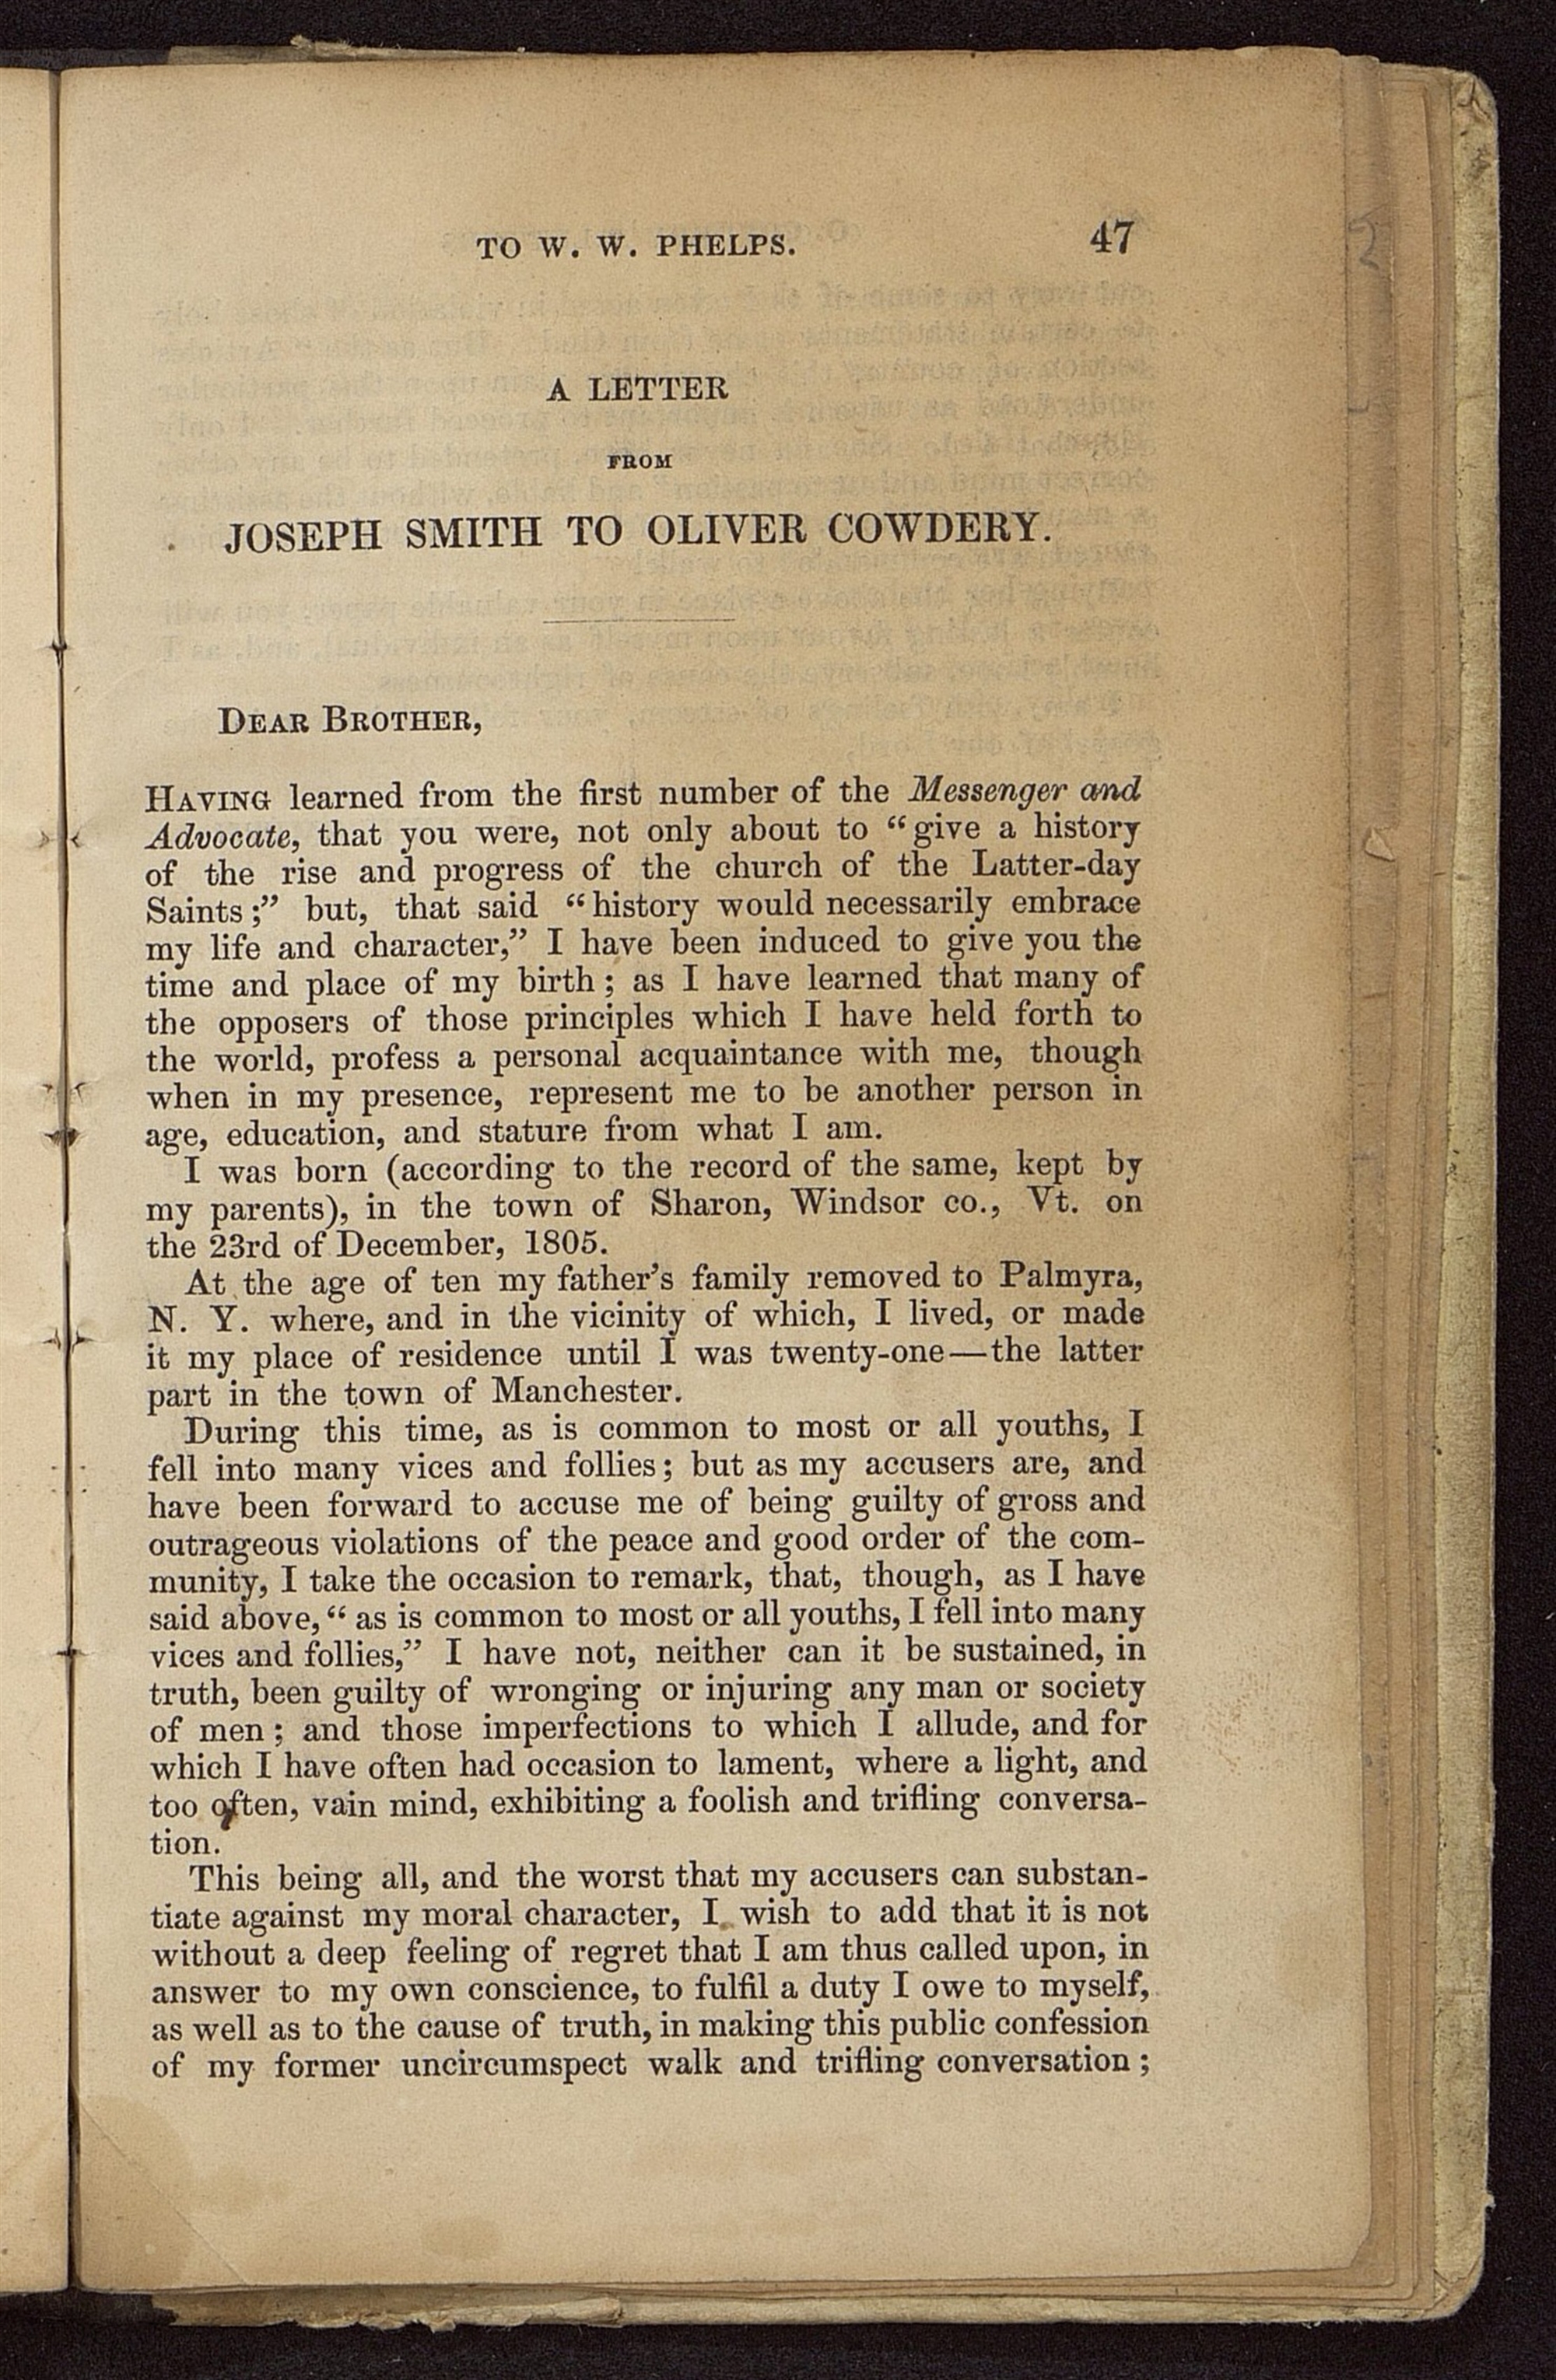 TO W. W. PHELPS. 47
A LETTER
FROM
JOSEPH SMITH TO OLIVER COWDERY.
DEAR BROTHER,
HAVING learned from the first number of the Messenger and
Advocate, that you were, not only about to “give a history
of the rise and progress of the church of the Latter-day
Saints;” but, that said “history would necessarily embrace
my life and character,” I have been induced to give you the
time and place of my birth; as I have learned that many of
the opposers of those principles which I have held forth to
the world, profess a personal acquaintance with me, though
when in my presence, represent me to be another person in
age, education, and stature from what I am.
I was born (according to the record of the same, kept by
my parents), in the town of Sharon, Windsor co., Vt. on
the 23rd of December, 1805.
At the age of ten my father’s family removed to Palmyra,
N. Y. where, and in the vicinity of which, I lived, or made
it my place of residence until I was twenty-one—the latter
part in the town of Manchester.
During this time, as is common to most or all youths, I
fell into many vices and follies; but as my accusers are, and
have been forward to accuse me of being guilty of gross and
outrageous violations of the peace and good order of the com-
munity, I take the occasion to remark, that, though, as I have
said above, “as is common to most or all youths, I fell into many
vices and follies,” I have not, neither can it be sustained, in
truth, been guilty of wronging or injuring any man or society
of men; and those imperfections to which I allude, and for
which I have often had occasion to lament, where a light, and
too often, vain mind, exhibiting a foolish and trifling conversa-
tion.
This being all, and the worst that my accusers can substan-
tiate against my moral character, I wish to add that it is not
without a deep feeling of regret that I am thus called upon, in
answer to my own conscience, to fulfil a duty I owe to myself,
as well as to the cause of truth, in making this public confession
of my former uncircumspect walk and trifling conversation;